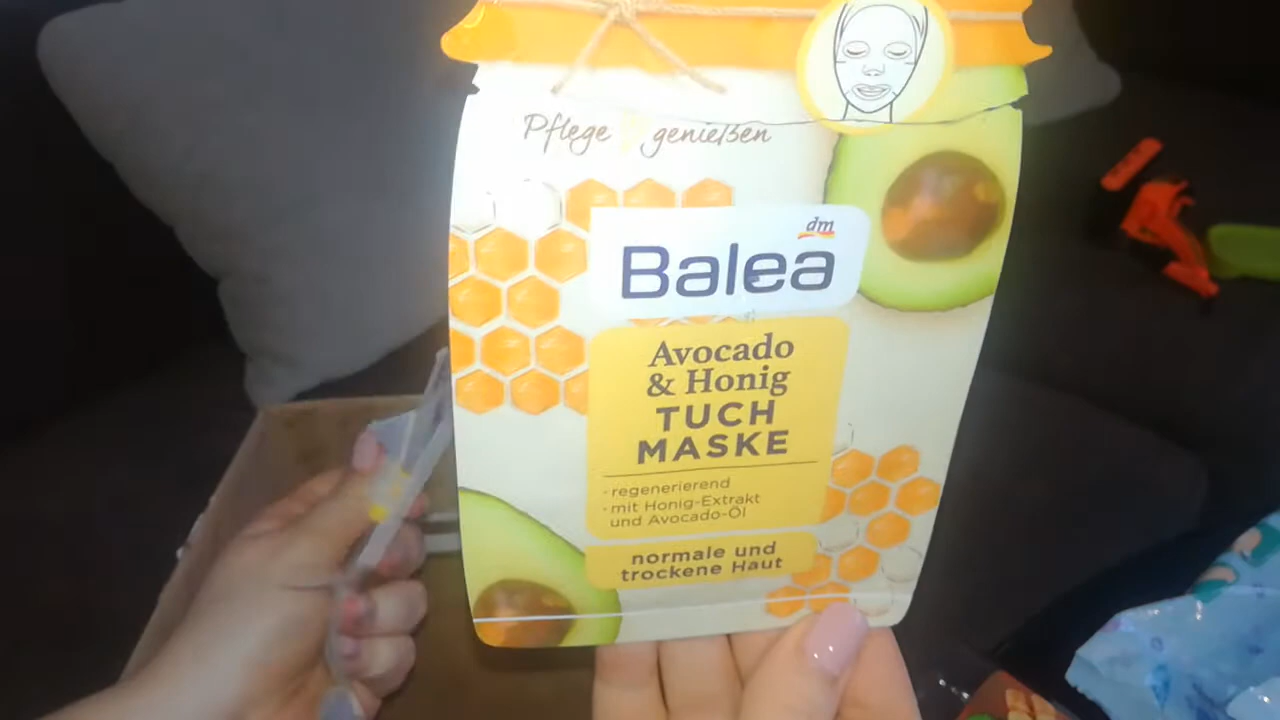 Pflege & genießen
dm
Balea
Avocado
& Honig
TUCH
MASKE
- regenerierend
- mit Honig-Extrakt
und Avocado-Öl
normale und
trockene Haut